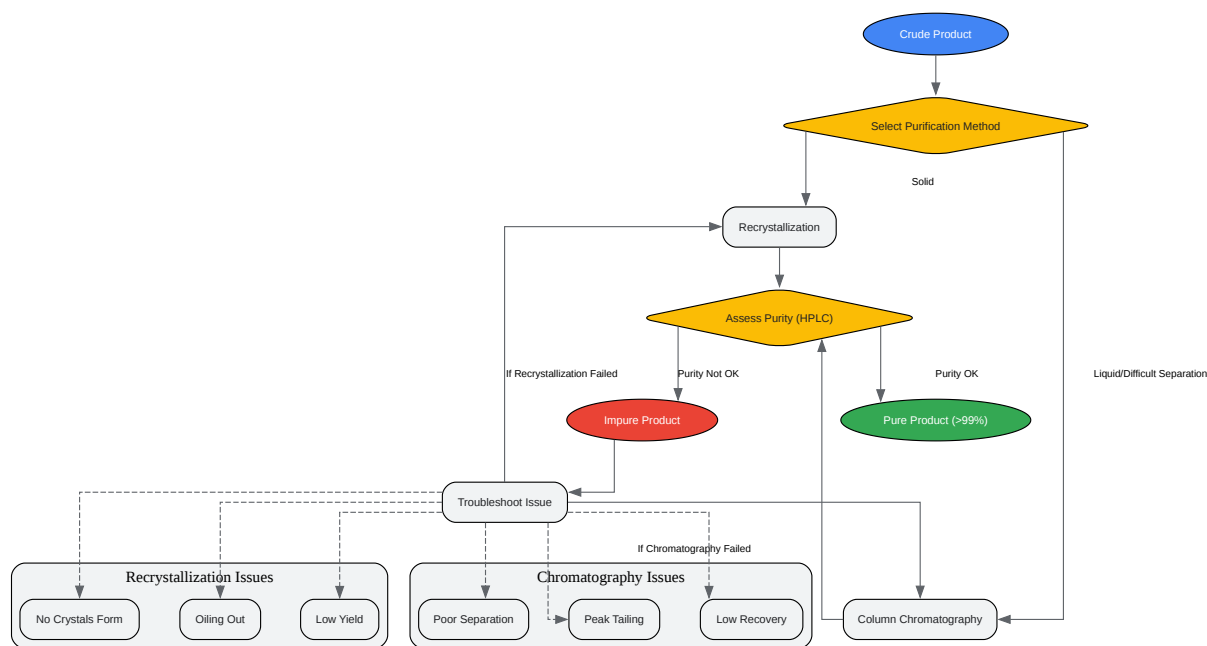 Crude Product
Select Purification Method
Solid
Recrystallization
Assess Purity (HPLC)
If Recrystallization Failed
Purity Not OK
Purity OK
Liquid/Difficult Separation
Impure Product
Pure Product (>99%)
Troubleshoot Issue
If Chromatography Failed
Recrystallization Issues
Chromatography Issues
No Crystals Form
Oiling Out
Low Yield
Poor Separation
Peak Tailing
Low Recovery
Column Chromatography